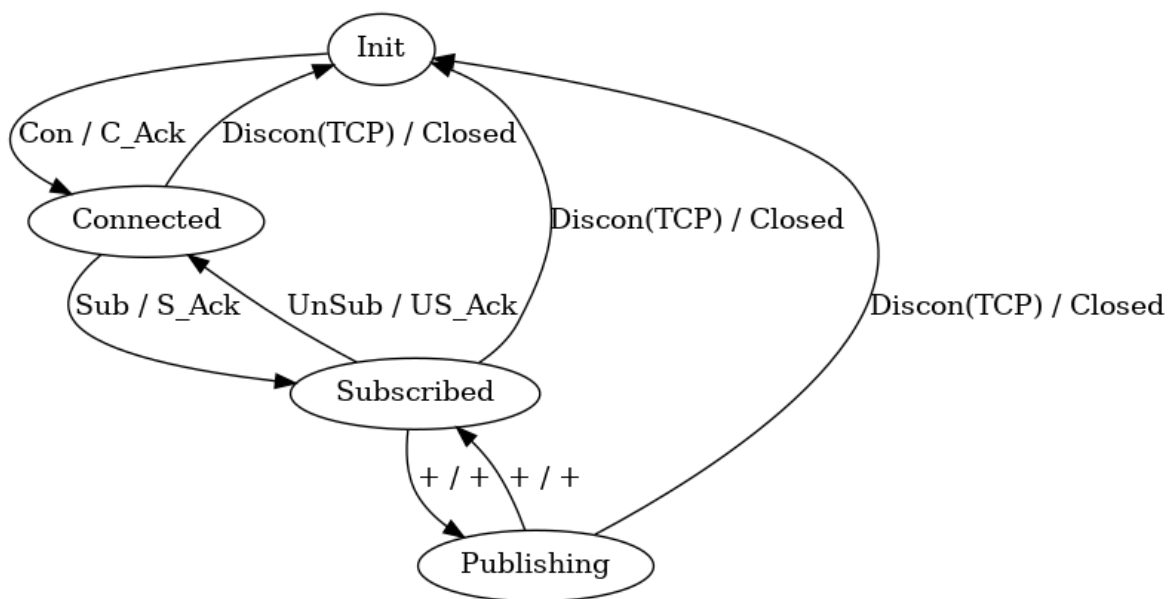 Init
Con / C_Ack
Discon(TCP) / Closed
Connected
Discon(TCP) / Closed
Sub / S_Ack
UnSub / US_Ack
Discon(TCP) / Closed
Subscribed
+ / +
+ / +
Publishing